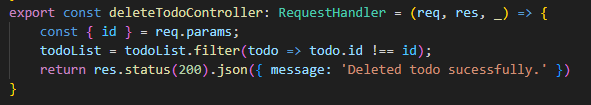 export const deleteTodoController: RequestHandler = (req, res, _) => {
    const { id } = req.params;
    todoList = todoList.filter(todo => todo.id !== id);
    return res.status(200).json({ message: 'Deleted todo sucessfully.' })
}